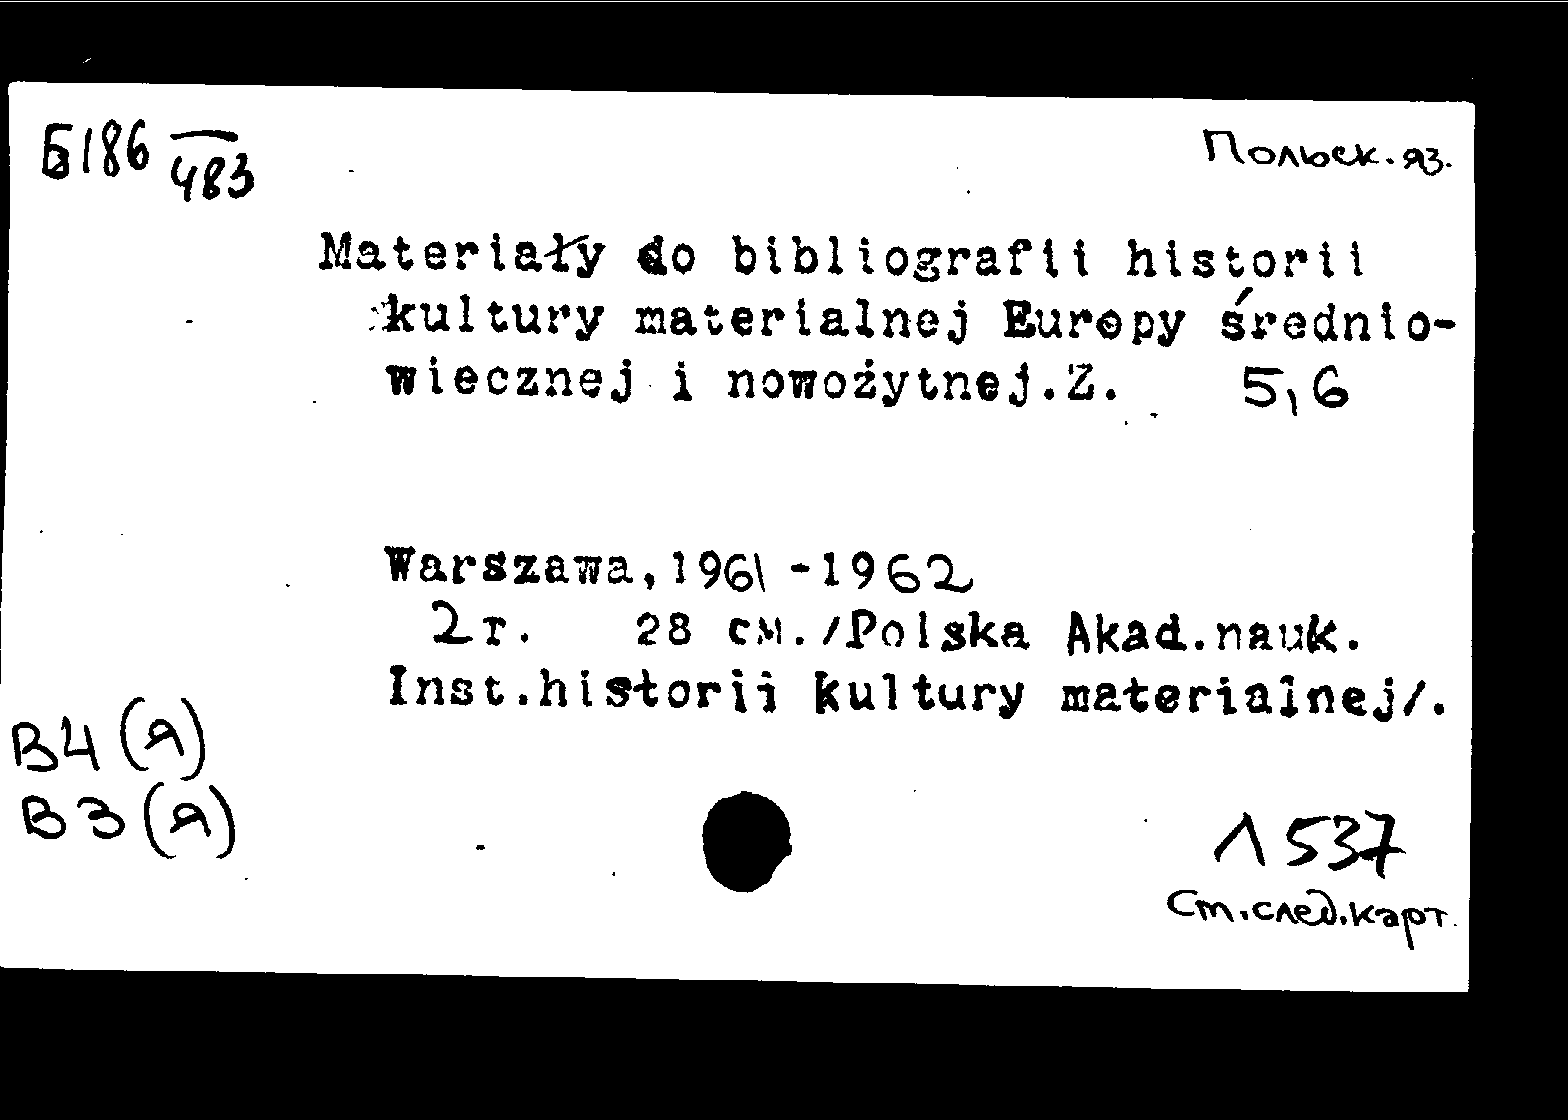 Б186 483
Польск. яз.
Materiały do bibliografii historii
kultury materialnej Europy średnio-
wiecznej i nowożytnej.Z. 5,6
Warszawa,1961-1962
2 т. 28 см./Polska Akad.nauk.
Inst.historii kultury materialnej/.
В4 (Я)
В3 (Я)
1537
См.след.карт.